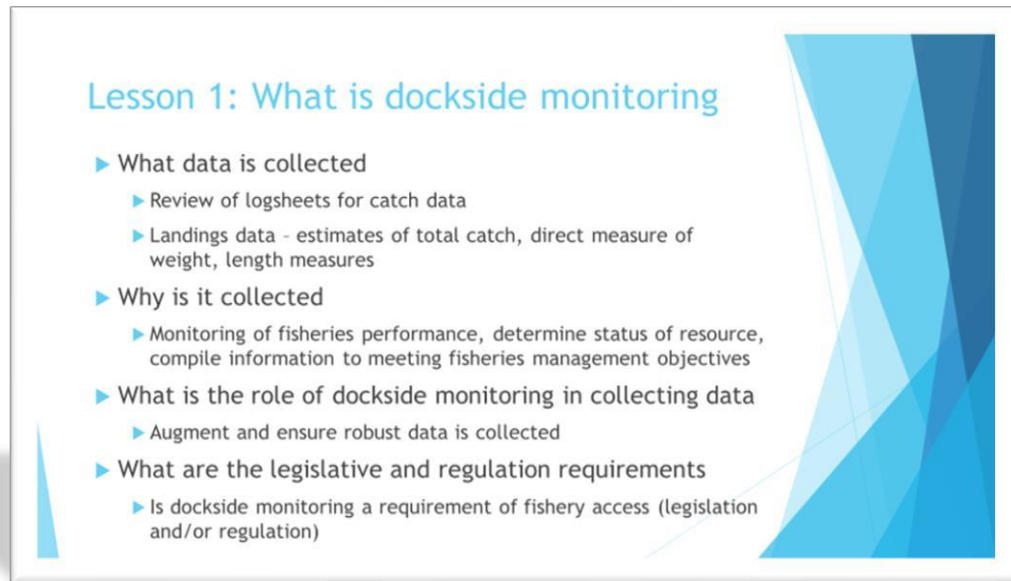 Lesson 1: What is dockside monitoring
What data is collected
Review of logsheets for catch data
Landings data – estimates of total catch, direct measure of
weight, length measures
Why is it collected
Monitoring of fisheries performance, determine status of resource,
compile information to meeting fisheries management objectives
What is the role of dockside monitoring in collecting data
Augment and ensure robust data is collected
What are the legislative and regulation requirements
Is dockside monitoring a requirement of fishery access (legislation
and/or regulation)